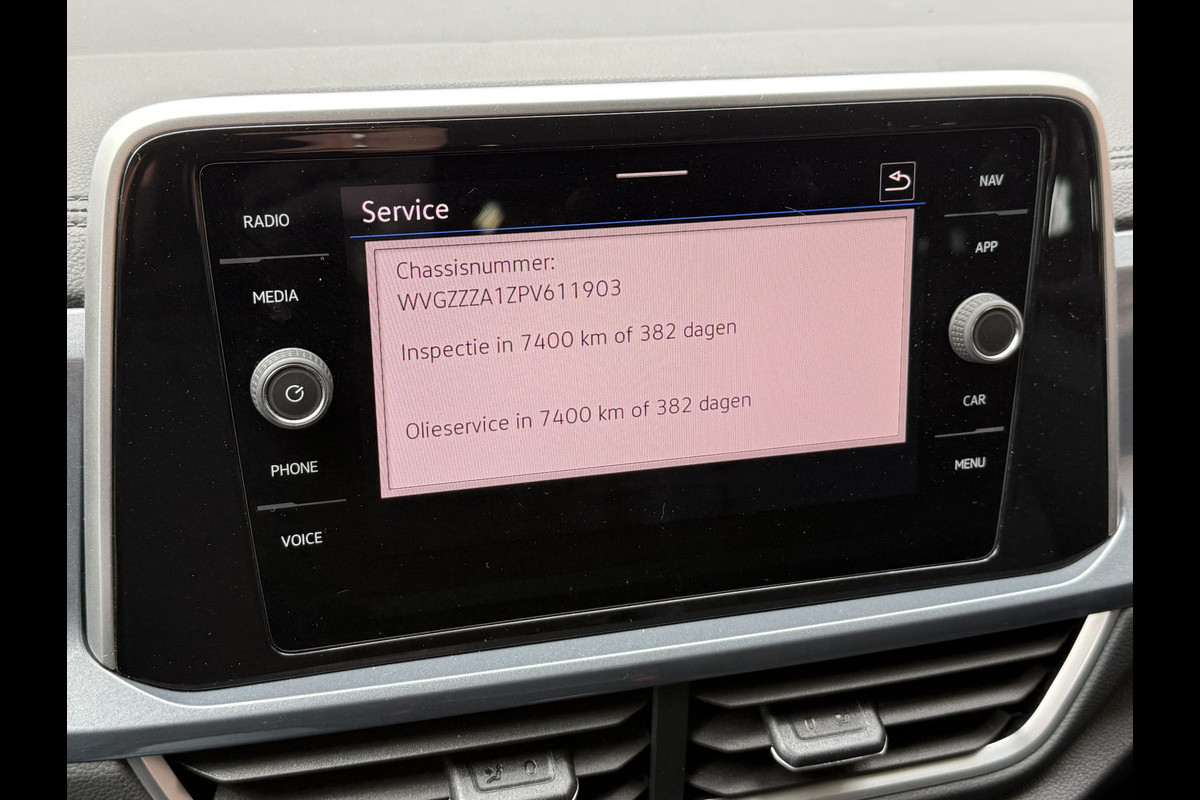 Service
Chassisnummer:
WVGZZZA1ZPV611903
Inspectie in 7400 km of 382 dagen
Olieservice in 7400 km of 382 dagen
RADIO
MEDIA
PHONE
VOICE
NAV
APP
CAR
MENU